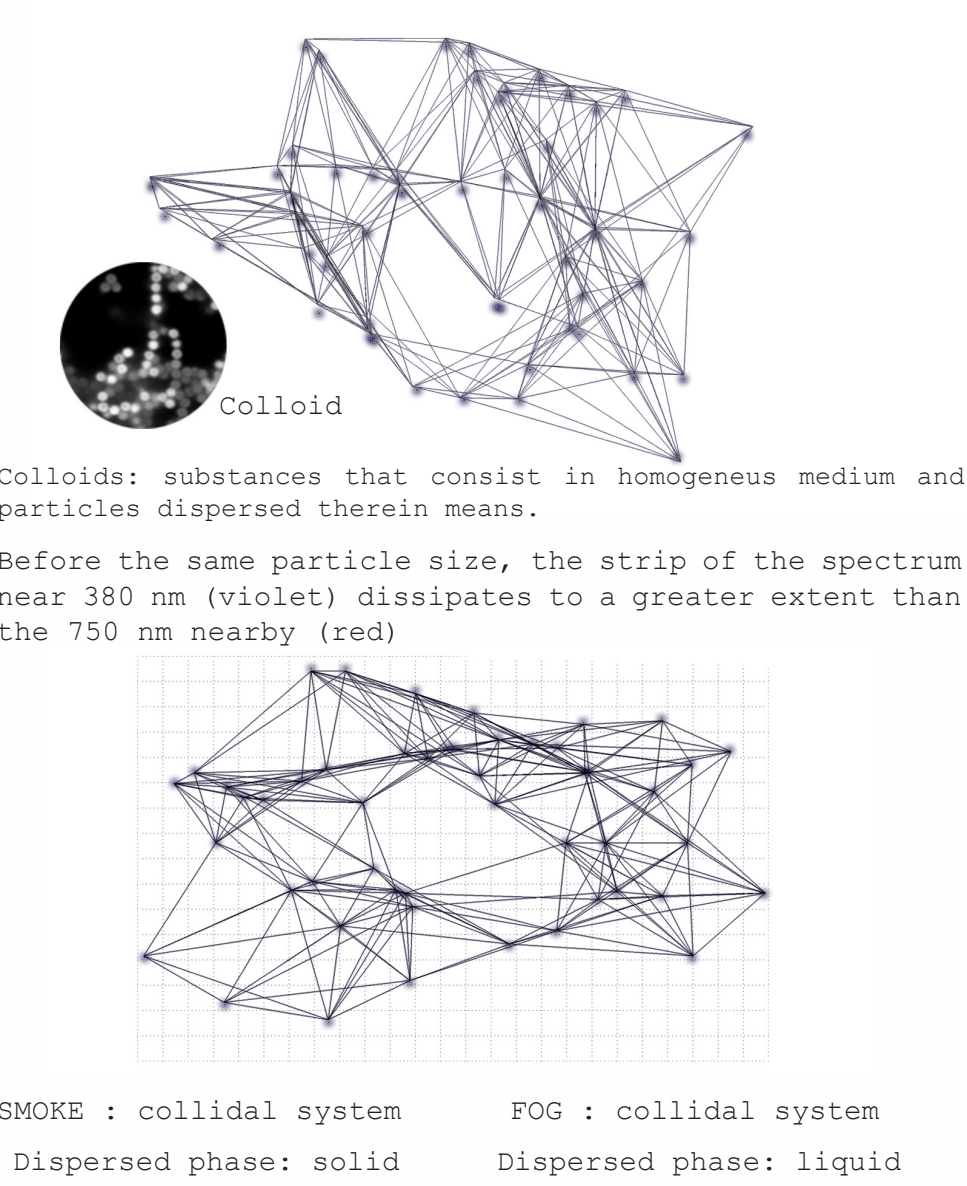 Colloid
Colloids: substances that consist in homogeneus medium and
particles dispersed therein means.
Before the same particle size, the strip of the spectrum
near 380 nm (violet) dissipates to a greater extent than
the 750 nm nearby (red)
SMOKE : collidal system
FOG : collidal system
Dispersed phase: solid
Dispersed phase: liquid